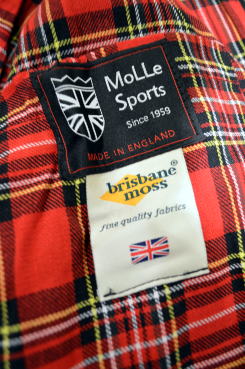 MoLLe
Sports
Since 1959
MADE IN ENGLAND
brisbane
moss
fine quality fabrics